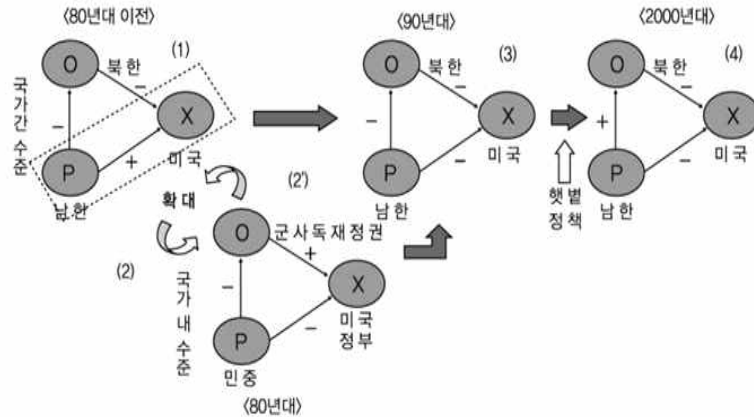 〈80년대 이전〉
(1)
O
북한
−
국가간 수준
−
X
미국
+
P
남한
〈90년대〉
(3)
O
북한
−
−
X
미국
−
P
남한
〈2000년대〉
(4)
O
북한
−
+
X
미국
−
P
남한
햇볕
정책
확대
(2')
(2)
O
군사독재정권
+
국가 내 수준
−
X
미국
정부
−
P
민중
〈80년대〉